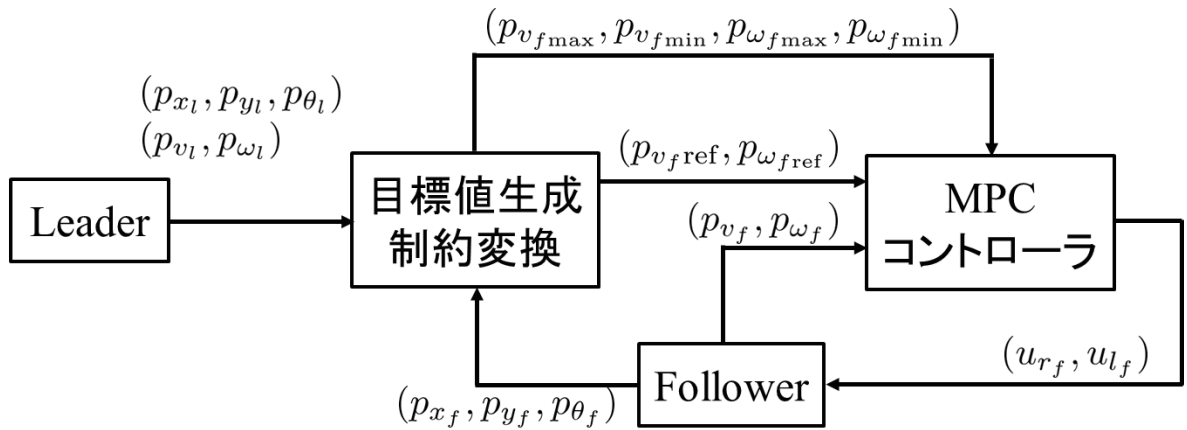 (p_{v_{f\max}}, p_{v_{f\min}}, p_{\omega_{f\max}}, p_{\omega_{f\min}})
(p_{x_l}, p_{y_l}, p_{\theta_l})
(p_{v_l}, p_{\omega_l})
(p_{v_f\mathrm{ref}}, p_{\omega_{f\mathrm{ref}}})
Leader
目標値生成
制約変換
MPC
コントローラ
(p_{v_f}, p_{\omega_f})
(u_{r_f}, u_{l_f})
Follower
(p_{x_f}, p_{y_f}, p_{\theta_f})